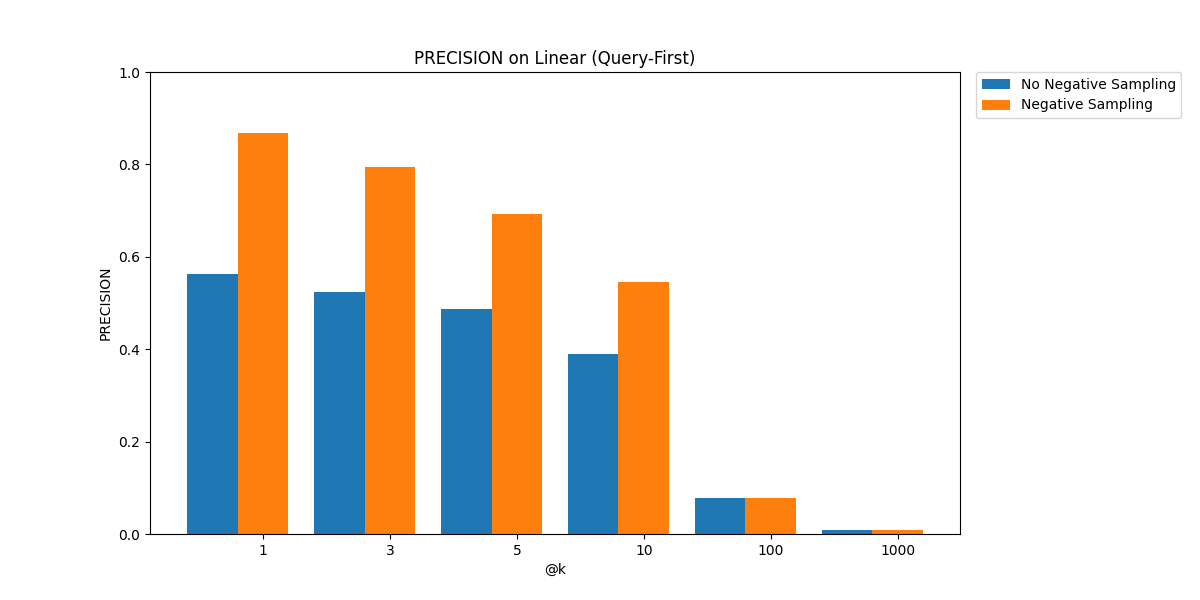 PRECISION on Linear (Query-First)
No Negative Sampling
Negative Sampling
PRECISION
1.0
0.8
0.6
0.4
0.2
0.0
1 3 5 10 100 1000
@k